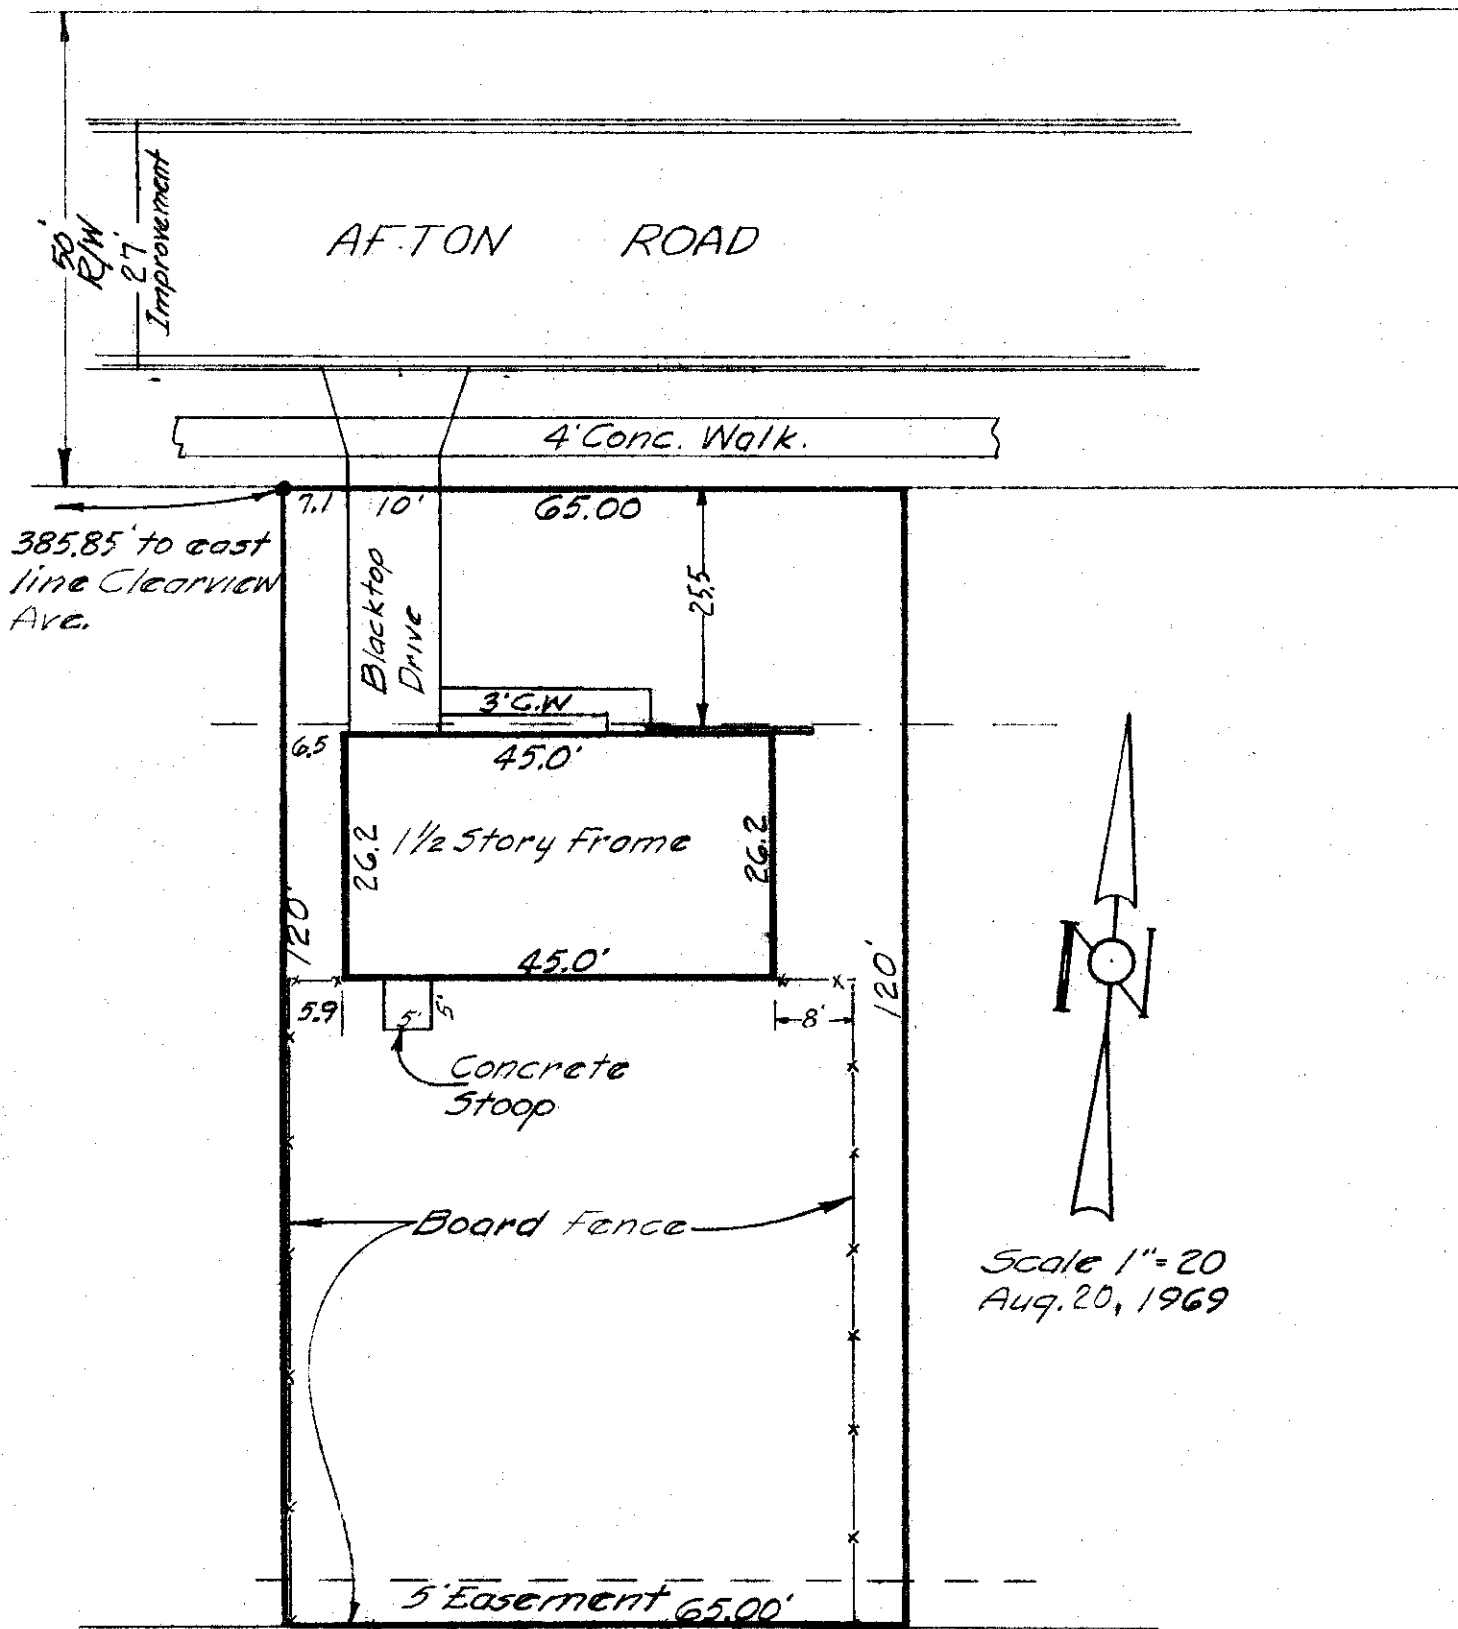 50'
R/W
27'
Improvement
AFTON ROAD
4' Conc. Walk.
7.1 10' 65.00
385.85' to east
line Clearview
Ave.
Blacktop
Drive
25.5
3' C.W
6.5
45.0'
26.2
1 1/2 Story Frame
26.2
120'
45.0'
120'
5.9
5'
5'
8'
Concrete
Stoop
N
Board Fence
Scale 1"=20
Aug. 20, 1969
5' Easement 65.00'